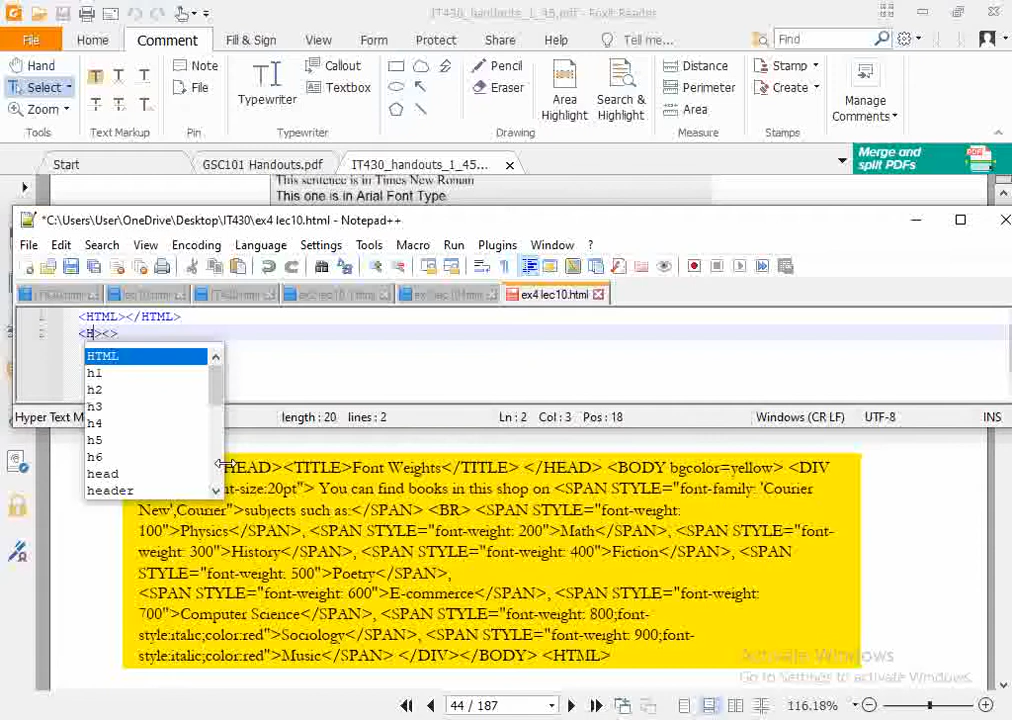 IT430_handouts_1_45.pdf - Foxit Reader
File Home Comment Fill & Sign View Form Protect Share Help Tell me... Find
Hand Note Callout Pencil Distance Stamp
Select File Typewriter Textbox Eraser Area Highlight Search & Highlight Perimeter Create Manage Comments
Zoom Area
Tools Text Markup Pin Typewriter Drawing Measure Stamps
Start GSC101 Handouts.pdf IT430_handouts_1_45... Merge and split PDFs
This sentence is in Times New Roman
This one is in Arial Font Type
*C:\Users\User\OneDrive\Desktop\IT430\ex4 lec10.html - Notepad++
File Edit Search View Encoding Language Settings Tools Macro Run Plugins Window ?
ex4 lec10.html
1 <HTML></HTML>
2 <H><>
HTML
h1
h2
h3
h4
h5
h6
head
header
Hyper Text M length : 20 lines : 2 Ln : 2 Col : 3 Pos : 18 Windows (CR LF) UTF-8 INS
HEAD><TITLE>Font Weights</TITLE> </HEAD> <BODY bgcolor=yellow> <DIV
nt-size:20pt"> You can find books in this shop on <SPAN STYLE="font-family: 'Courier
New',Courier">subjects such as:</SPAN> <BR> <SPAN STYLE="font-weight:
100">Physics</SPAN>, <SPAN STYLE="font-weight: 200">Math</SPAN>, <SPAN STYLE="font-
weight: 300">History</SPAN>, <SPAN STYLE="font-weight: 400">Fiction</SPAN>, <SPAN
STYLE="font-weight: 500">Poetry</SPAN>,
<SPAN STYLE="font-weight: 600">E-commerce</SPAN>, <SPAN STYLE="font-weight:
700">Computer Science</SPAN>, <SPAN STYLE="font-weight: 800;font-
style:italic;color:red">Sociology</SPAN>, <SPAN STYLE="font-weight: 900;font-
style:italic;color:red">Music</SPAN> </DIV></BODY> <HTML>
Activate Windows
Go to Settings to activate Windows.
44 / 187 116.18%